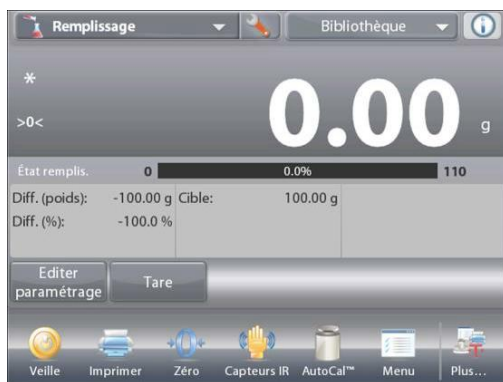 Remplissage Bibliothèque
*
>0<
0.00 g
État remplis. 0 0.0% 110
Diff. (poids): -100.00 g Cible: 100.00 g
Diff. (%): -100.0 %
Editer
paramétrage
Tare
Veille Imprimer Zéro Capteurs IR AutoCal™ Menu Plus...